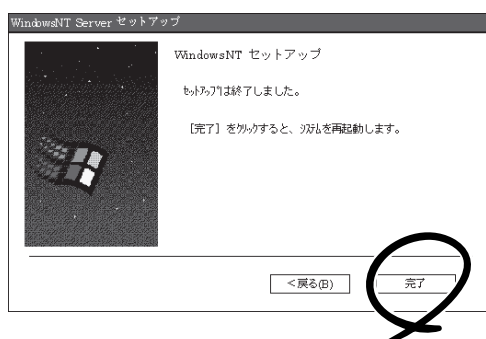 WindowsNT Server セットアップ
WindowsNT セットアップ
ｾｯﾄｱｯﾌﾟは終了しました。
［完了］をｸﾘｯｸすると、ｼｽﾃﾑを再起動します。
<戻る(B)
完了